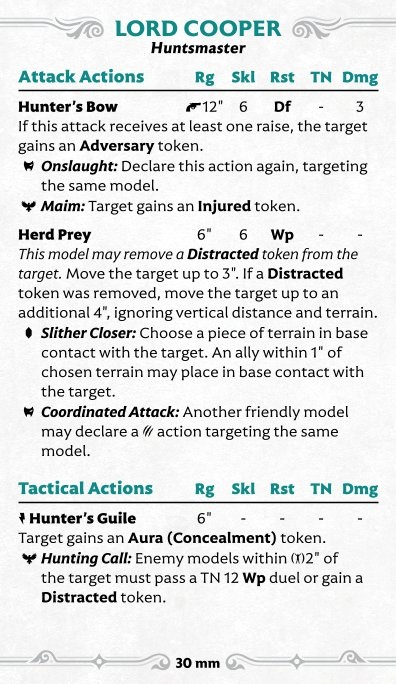 LORD COOPER
Huntsmaster
Attack Actions Rg Skl Rst TN Dmg
Hunter's Bow 12" 6 Df - 3
If this attack receives at least one raise, the target
gains an Adversary token.
Onslaught: Declare this action again, targeting
the same model.
Maim: Target gains an Injured token.
Herd Prey 6" 6 Wp - -
This model may remove a Distracted token from the
target. Move the target up to 3". If a Distracted
token was removed, move the target up to an
additional 4", ignoring vertical distance and terrain.
Slither Closer: Choose a piece of terrain in base
contact with the target. An ally within 1" of
chosen terrain may place in base contact with
the target.
Coordinated Attack: Another friendly model
may declare a action targeting the same
model.
Tactical Actions Rg Skl Rst TN Dmg
Hunter's Guile 6" - - - -
Target gains an Aura (Concealment) token.
Hunting Call: Enemy models within 2" of
the target must pass a TN 12 Wp duel or gain a
Distracted token.
30 mm